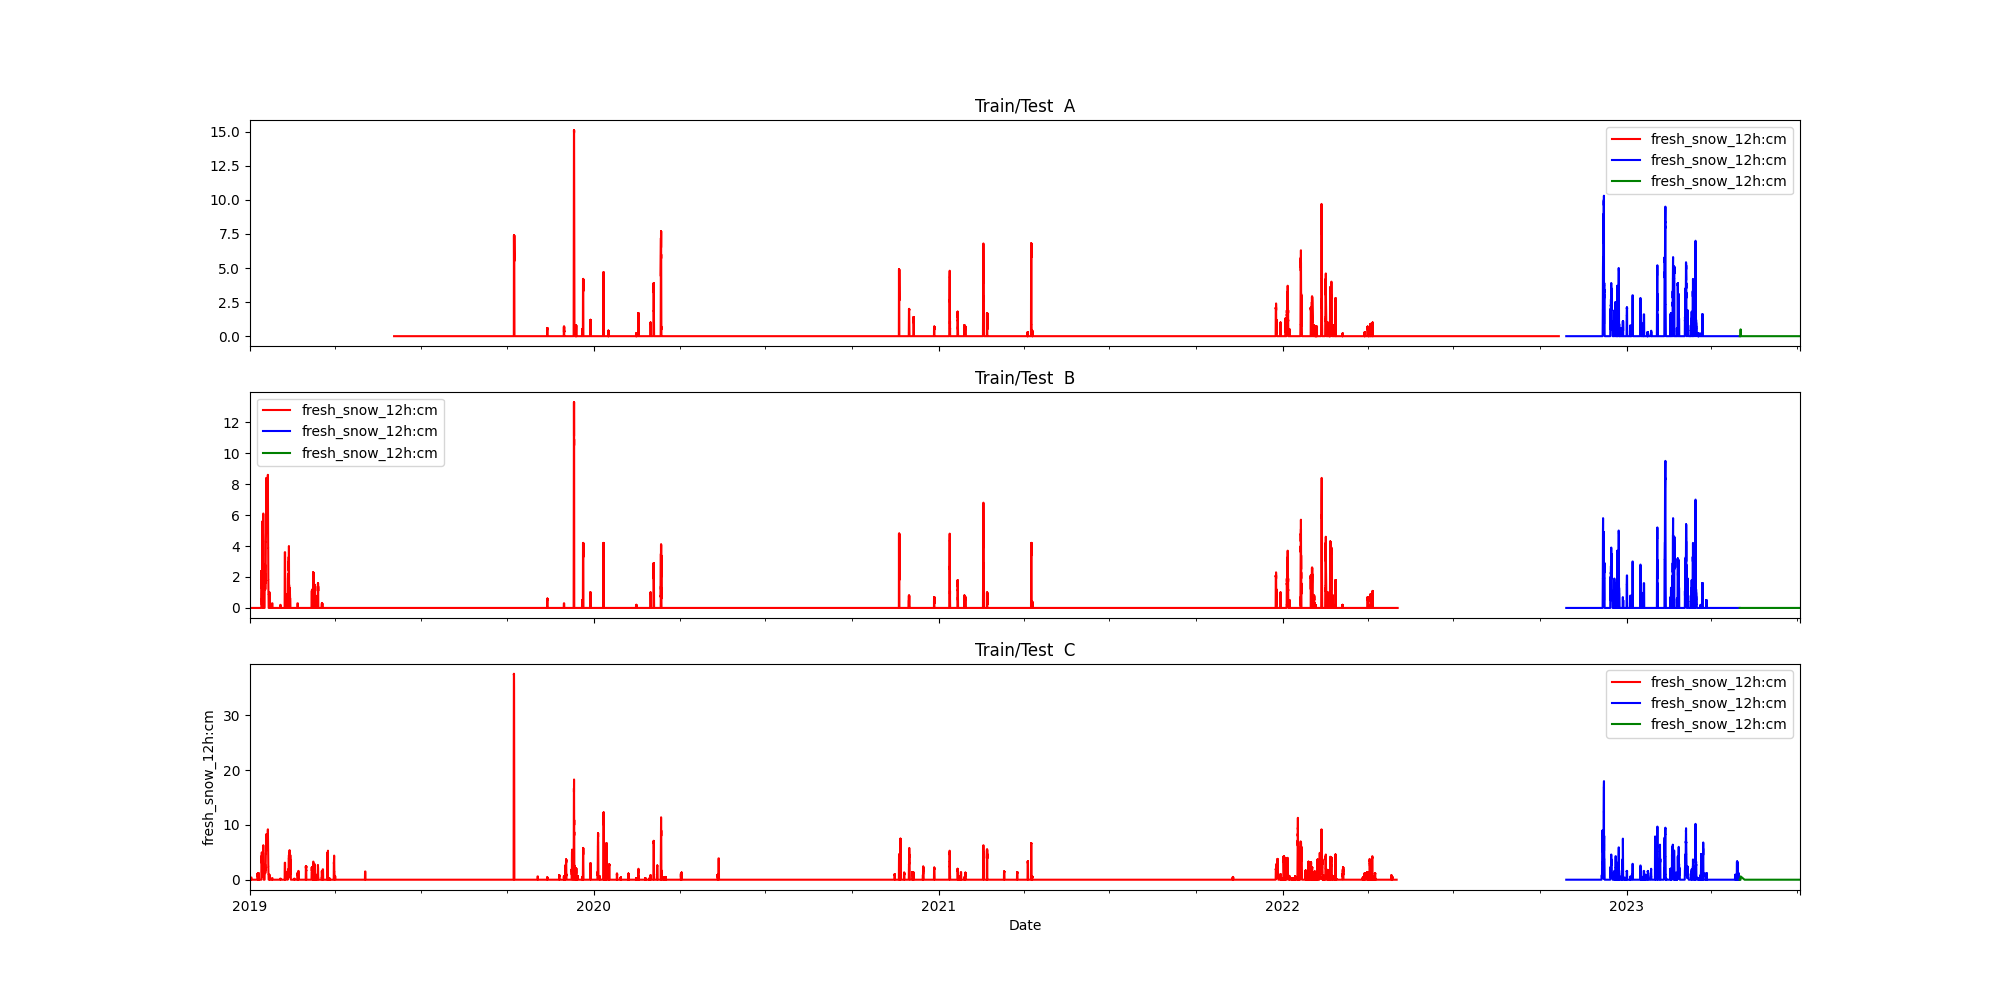 Train/Test  A
15.0
12.5
10.0
7.5
5.0
2.5
0.0
fresh_snow_12h:cm
fresh_snow_12h:cm
fresh_snow_12h:cm
Train/Test  B
12
10
8
6
4
2
0
fresh_snow_12h:cm
fresh_snow_12h:cm
fresh_snow_12h:cm
Train/Test  C
fresh_snow_12h:cm
30
20
10
0
fresh_snow_12h:cm
fresh_snow_12h:cm
fresh_snow_12h:cm
2019 2020 2021 2022 2023
Date